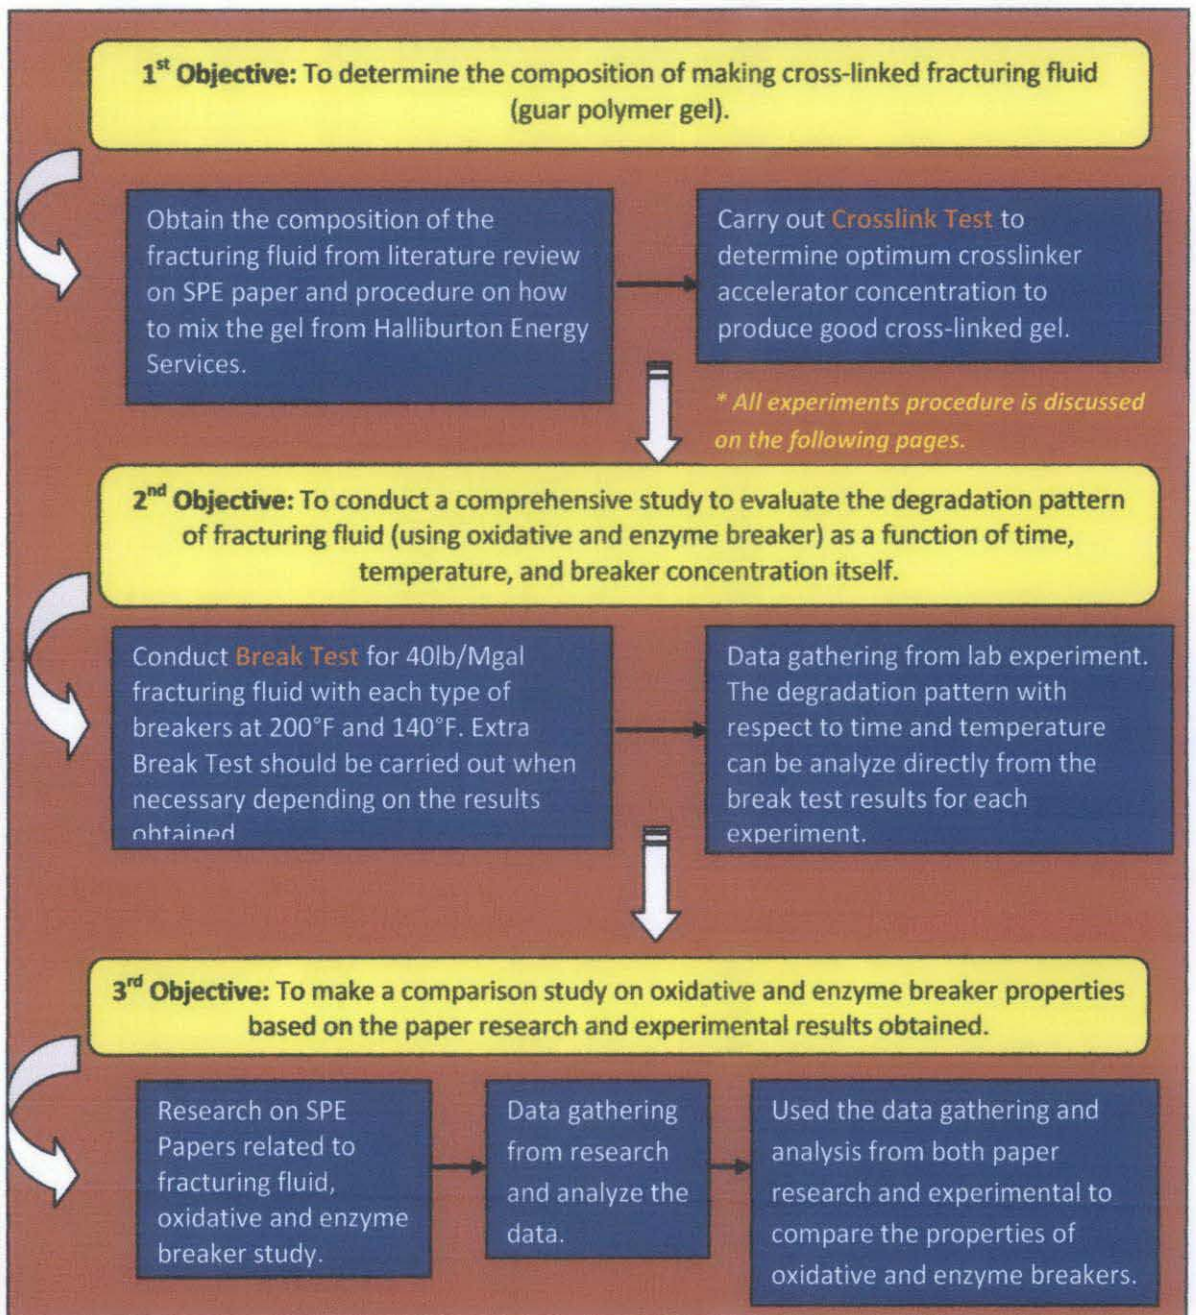 1st Objective: To determine the composition of making cross-linked fracturing fluid
(guar polymer gel).
Obtain the composition of the
fracturing fluid from literature review
on SPE paper and procedure on how
to mix the gel from Halliburton Energy
Services.
Carry out Crosslink Test to
determine optimum crosslinker
accelerator concentration to
produce good cross-linked gel.
* All experiments procedure is discussed
on the following pages.
2nd Objective: To conduct a comprehensive study to evaluate the degradation pattern
of fracturing fluid (using oxidative and enzyme breaker) as a function of time,
temperature, and breaker concentration itself.
Conduct Break Test for 40lb/Mgal
fracturing fluid with each type of
breakers at 200°F and 140°F. Extra
Break Test should be carried out when
necessary depending on the results
obtained
Data gathering from lab experiment.
The degradation pattern with
respect to time and temperature
can be analyze directly from the
break test results for each
experiment.
3rd Objective: To make a comparison study on oxidative and enzyme breaker properties
based on the paper research and experimental results obtained.
Research on SPE
Papers related to
fracturing fluid,
oxidative and enzyme
breaker study.
Data gathering
from research
and analyze the
data.
Used the data gathering and
analysis from both paper
research and experimental to
compare the properties of
oxidative and enzyme breakers.